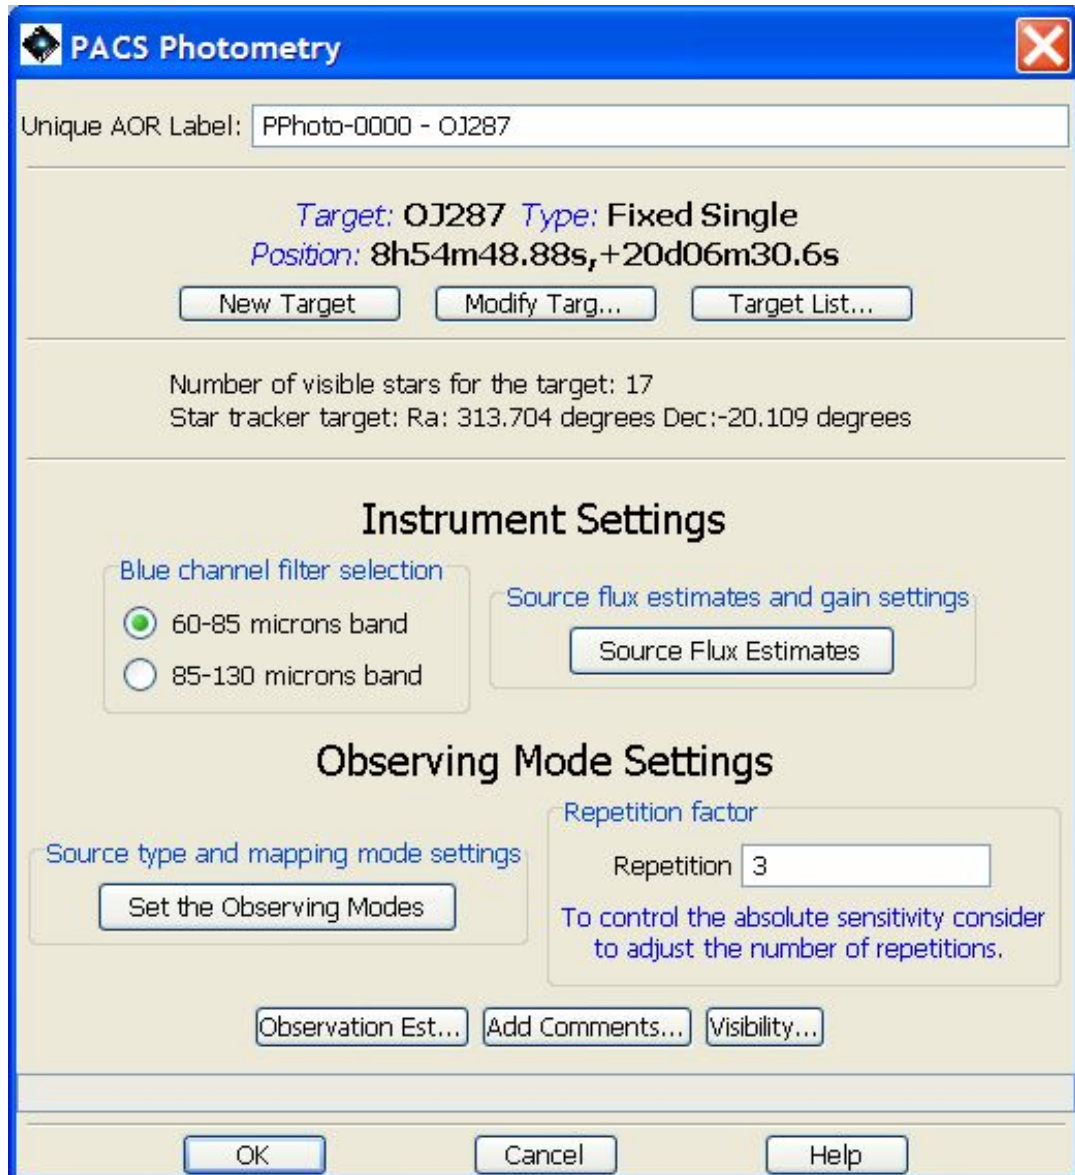 PACS Photometry
Unique AOR Label: PPhoto-0000 - OJ287
Target: OJ287 Type: Fixed Single
Position: 8h54m48.88s,+20d06m30.6s
New Target Modify Targ... Target List...
Number of visible stars for the target: 17
Star tracker target: Ra: 313.704 degrees Dec:-20.109 degrees
Instrument Settings
Blue channel filter selection
60-85 microns band
85-130 microns band
Source flux estimates and gain settings
Source Flux Estimates
Observing Mode Settings
Source type and mapping mode settings
Set the Observing Modes
Repetition factor
Repetition 3
To control the absolute sensitivity consider
to adjust the number of repetitions.
Observation Est... Add Comments... Visibility...
OK Cancel Help